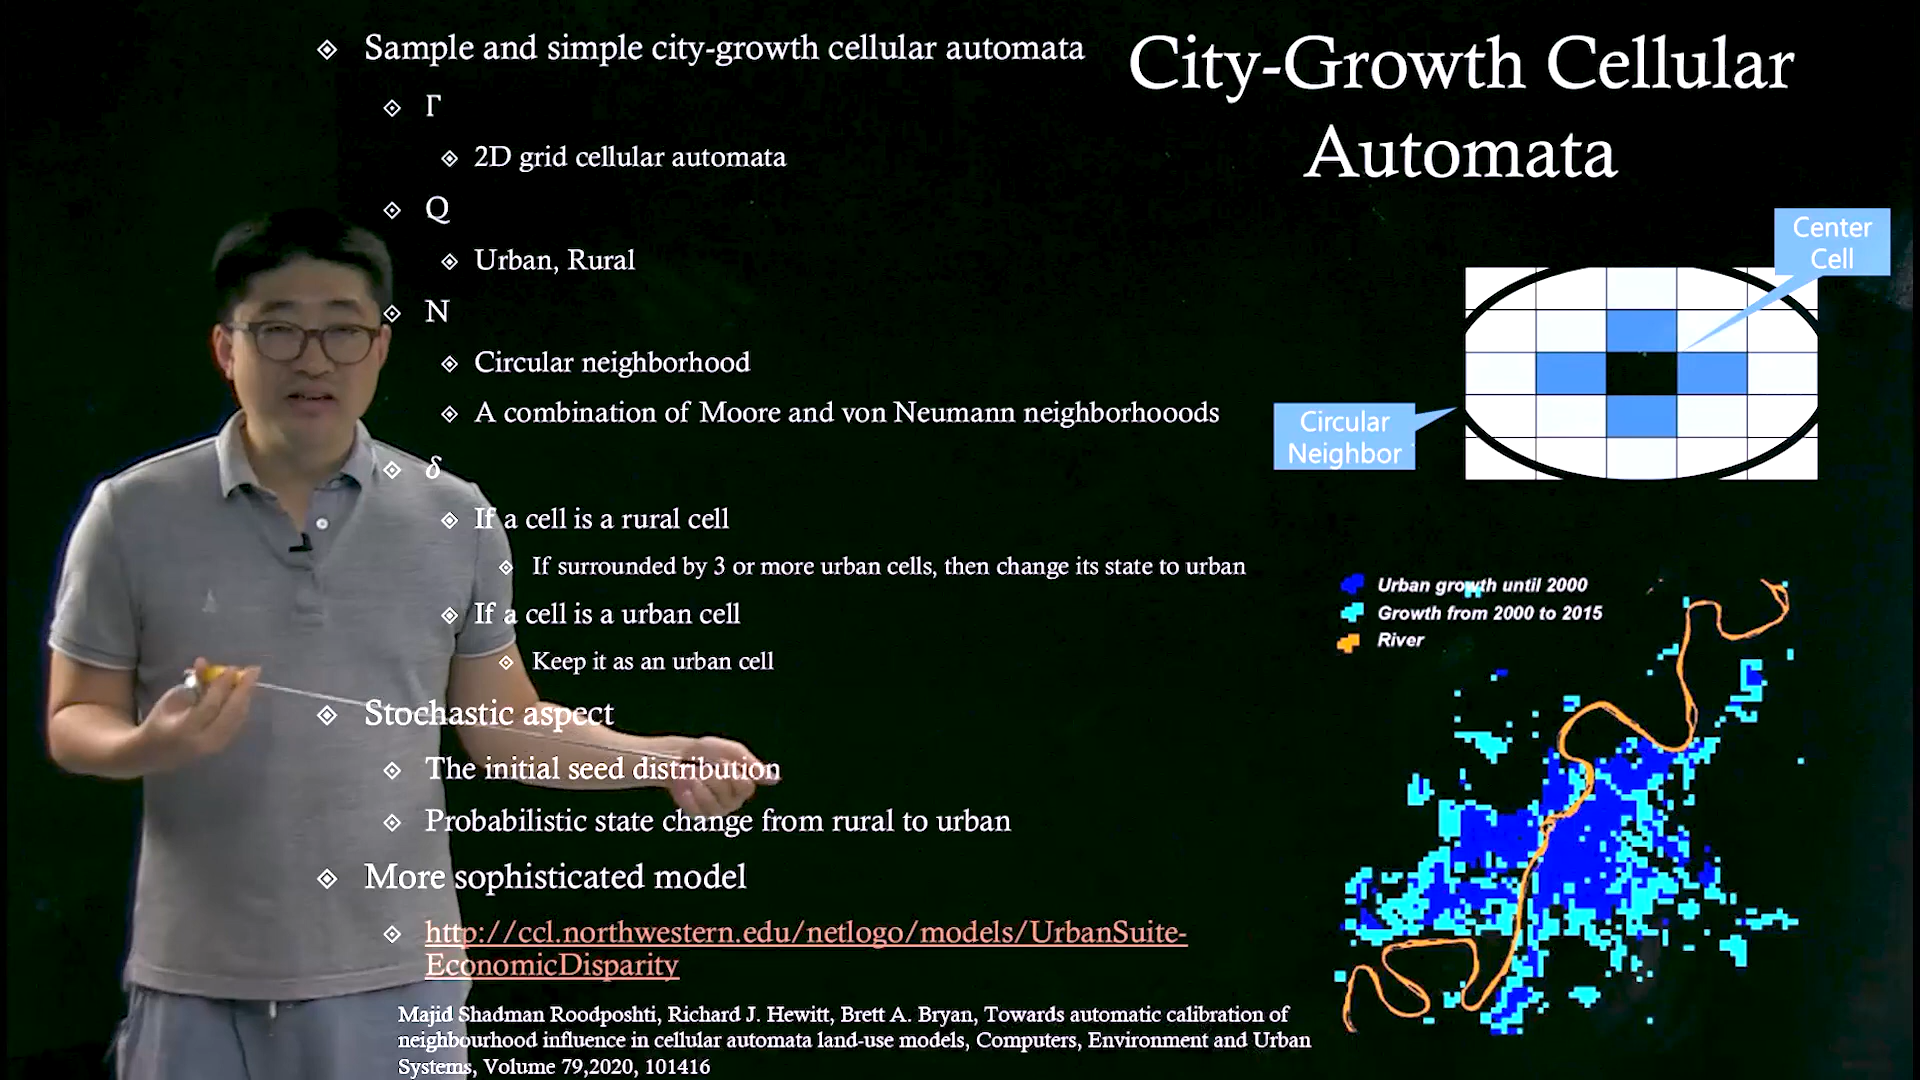 Sample and simple city-growth cellular automata
Γ
2D grid cellular automata
Q
Urban, Rural
N
Circular neighborhood
A combination of Moore and von Neumann neighborhooods
δ
If a cell is a rural cell
If surrounded by 3 or more urban cells, then change its state to urban
If a cell is a urban cell
Keep it as an urban cell
Stochastic aspect
The initial seed distribution
Probabilistic state change from rural to urban
More sophisticated model
http://ccl.northwestern.edu/netlogo/models/UrbanSuite-
EconomicDisparity
Majid Shadman Roodposhti, Richard J. Hewitt, Brett A. Bryan, Towards automatic calibration of
neighbourhood influence in cellular automata land-use models, Computers, Environment and Urban
Systems, Volume 79,2020, 101416
City-Growth Cellular
Automata
Center
Cell
Circular
Neighbor
Urban growth until 2000
Growth from 2000 to 2015
River